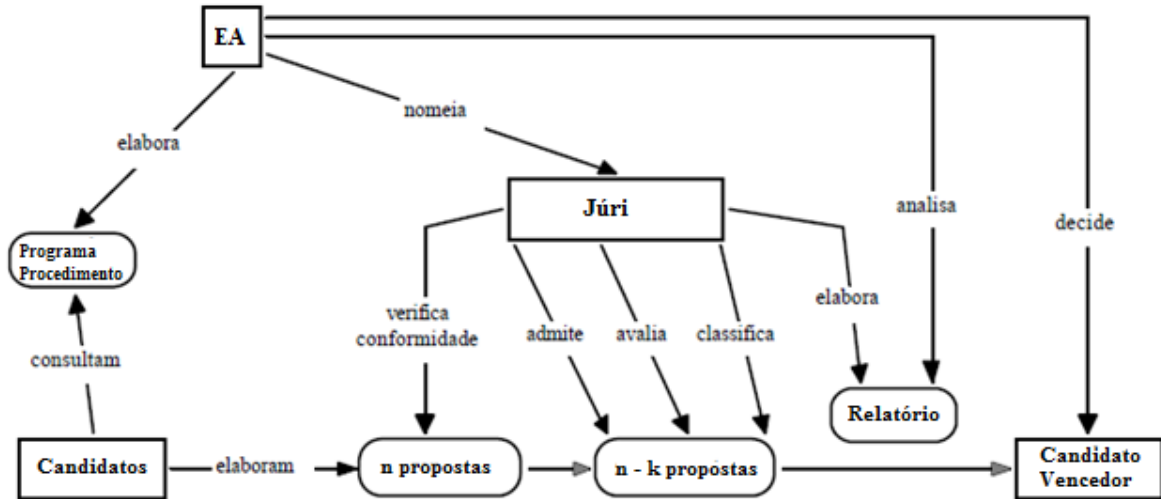 EA
nomeia
elabora
Júri
analisa
decide
Programa
Procedimento
verifica
conformidade
admite
avalia
classifica
elabora
consultam
Relatório
Candidatos
elaboram
n propostas
n - k propóstas
Candidato
Vencedor